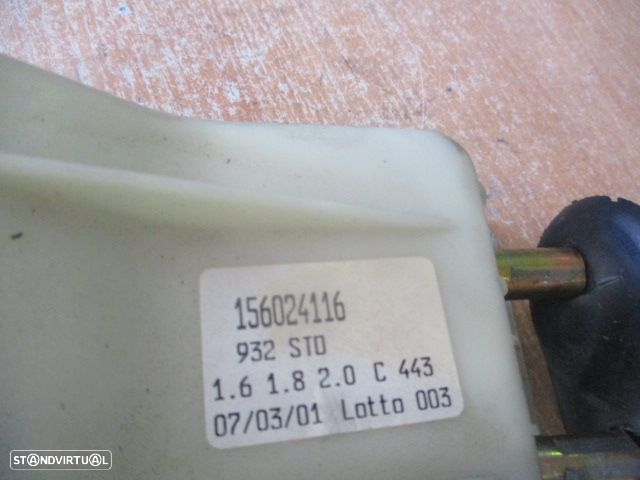 156024116
932 STD
1.6 1.8 2.0 C 443
07/03/01 Lotto 003
STANDVIRTUAL